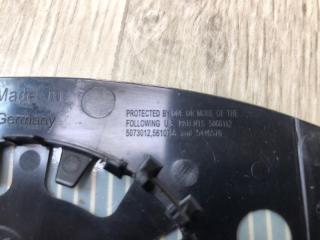 Made in
Germany
PROTECTED BY ONE OR MORE OF THE
FOLLOWING U.S. PATENTS
5073012, and